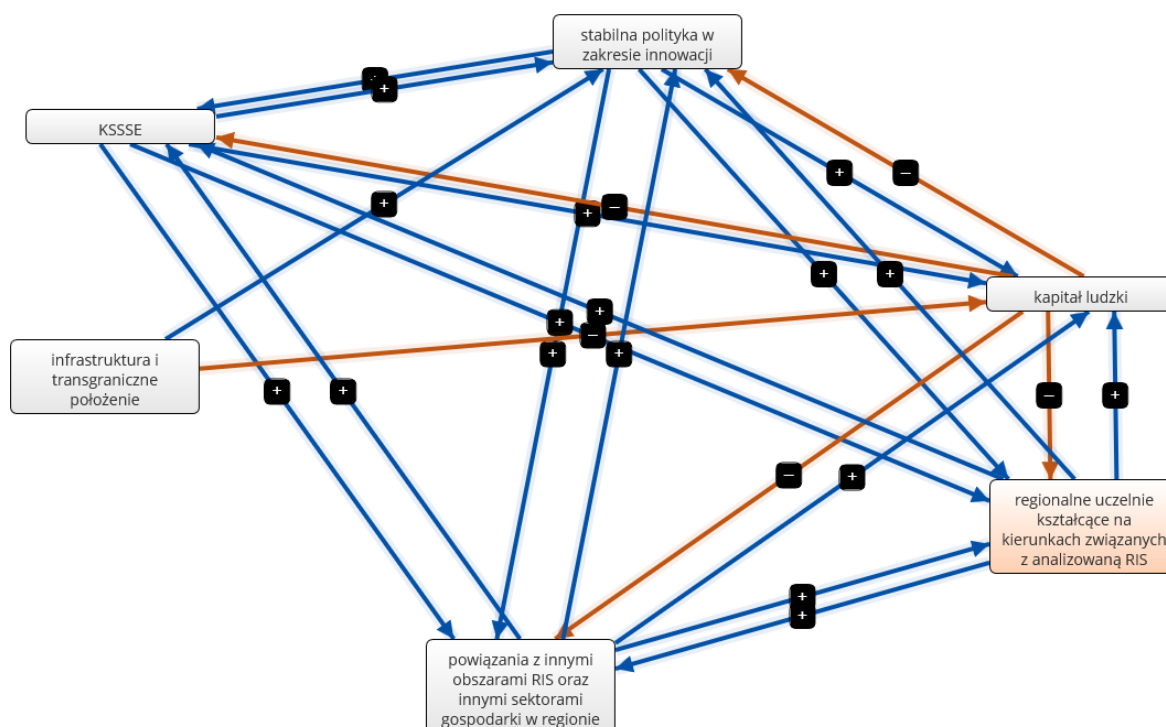 stabilna polityka w
zakresie innowacji
KSSSE
kapitał ludzki
infrastruktura i
transgraniczne
położenie
regionalne uczelnie
kształcące na
kierunkach związanych
z analizowaną RIS
powiązania z innymi
obszarami RIS oraz
innymi sektorami
gospodarki w regionie
+
+
+
–
+
–
+
+
+
+
+
–
+
+
+
+
–
+
–
+
+
+